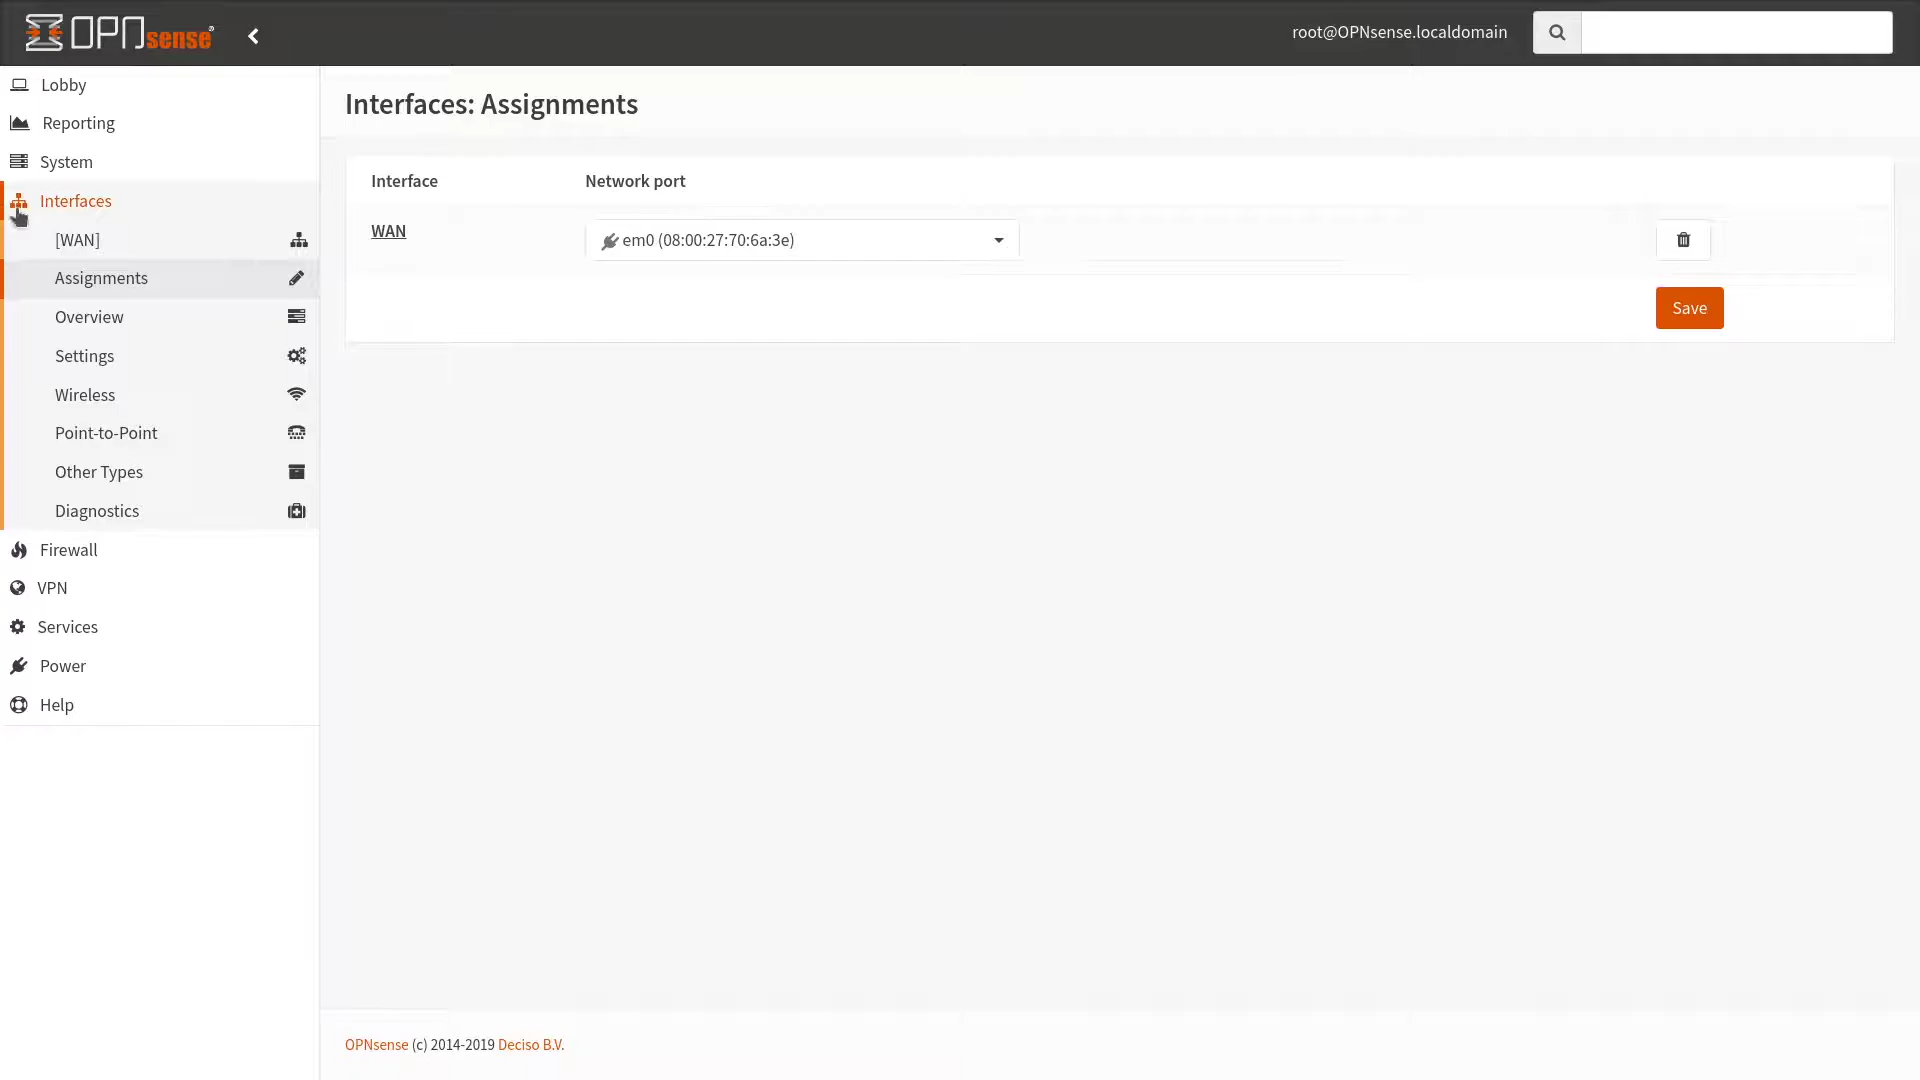 OPNsense®
root@OPNsense.localdomain
Lobby
Reporting
System
Interfaces
[WAN]
Assignments
Overview
Settings
Wireless
Point-to-Point
Other Types
Diagnostics
Firewall
VPN
Services
Power
Help
Interfaces: Assignments
Interface Network port
WAN em0 (08:00:27:70:6a:3e)
Save
OPNsense (c) 2014-2019 Deciso B.V.